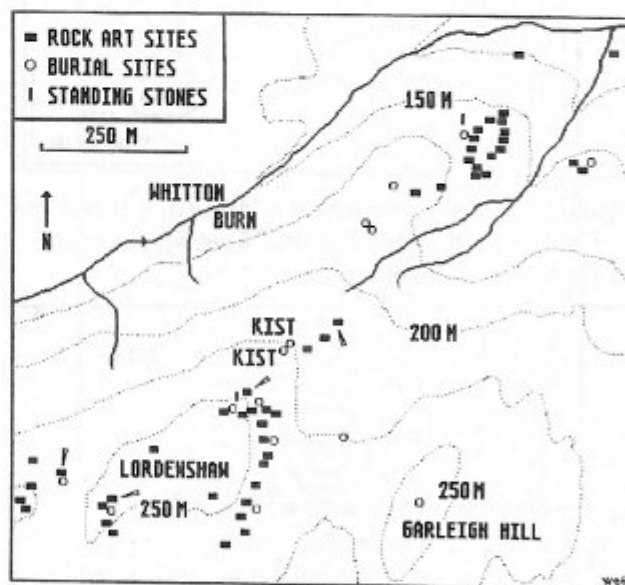 ROCK ART SITES
BURIAL SITES
STANDING STONES
250 M
150 M
WHITTON
BURN
N
KIST
KIST
200 M
LORDENSHAW
250 M
250 M
GARLEIGH HILL